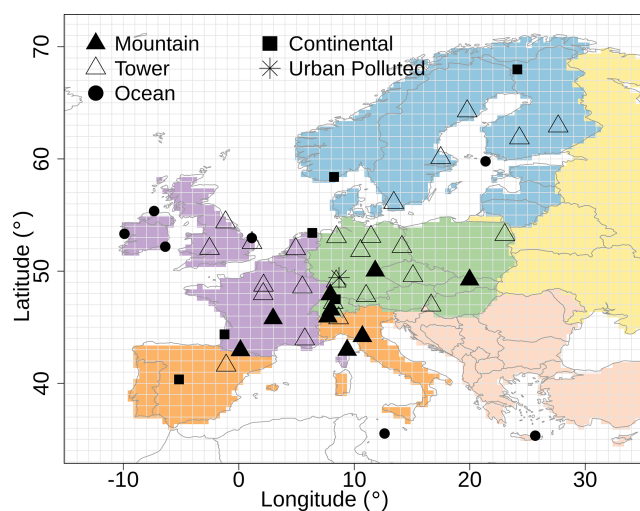 Mountain
Tower
Ocean
Continental
Urban Polluted
70
60
50
40
Latitude (°)
-10 0 10 20 30
Longitude (°)